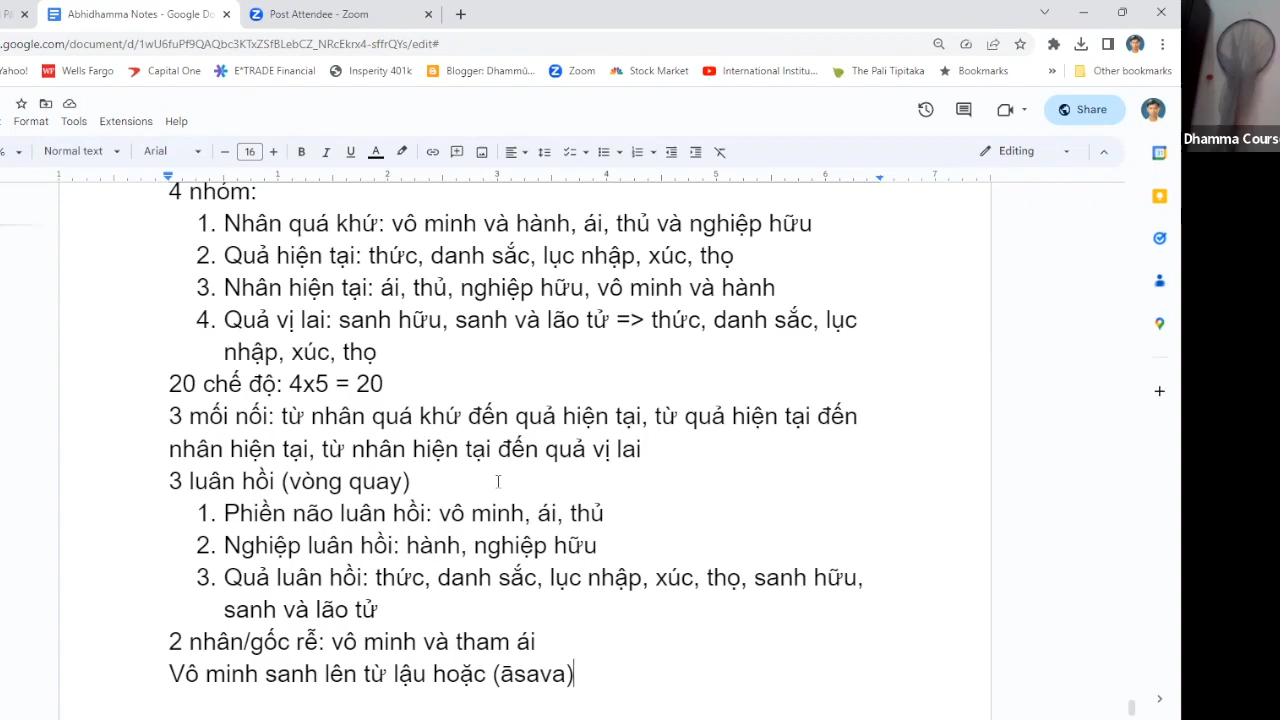 Abhidhamma Notes - Google Do
Post Attendee - Zoom
.google.com/document/d/1wU6fuPf9QAQbc3KTxZSfBLebCZ_NRcEkrx4-sffrQYs/edit#
Yahoo! Wells Fargo Capital One E*TRADE Financial Insperity 401k Blogger: Dhammū... Zoom Stock Market International Institu... The Pali Tipitaka Bookmarks » Other bookmarks
Format Tools Extensions Help
Share
Normal text Arial 16 B I U A Editing
1 1 2 3 4 5 6 7
Dhamma Cours
4 nhóm:
1. Nhân quá khứ: vô minh và hành, ái, thủ và nghiệp hữu
2. Quả hiện tại: thức, danh sắc, lục nhập, xúc, thọ
3. Nhân hiện tại: ái, thủ, nghiệp hữu, vô minh và hành
4. Quả vị lai: sanh hữu, sanh và lão tử => thức, danh sắc, lục
nhập, xúc, thọ
20 chế độ: 4x5 = 20
3 mối nối: từ nhân quá khứ đến quả hiện tại, từ quả hiện tại đến
nhân hiện tại, từ nhân hiện tại đến quả vị lai
3 luân hồi (vòng quay)
1. Phiền não luân hồi: vô minh, ái, thủ
2. Nghiệp luân hồi: hành, nghiệp hữu
3. Quả luân hồi: thức, danh sắc, lục nhập, xúc, thọ, sanh hữu,
sanh và lão tử
2 nhân/gốc rễ: vô minh và tham ái
Vô minh sanh lên từ lậu hoặc (āsava)